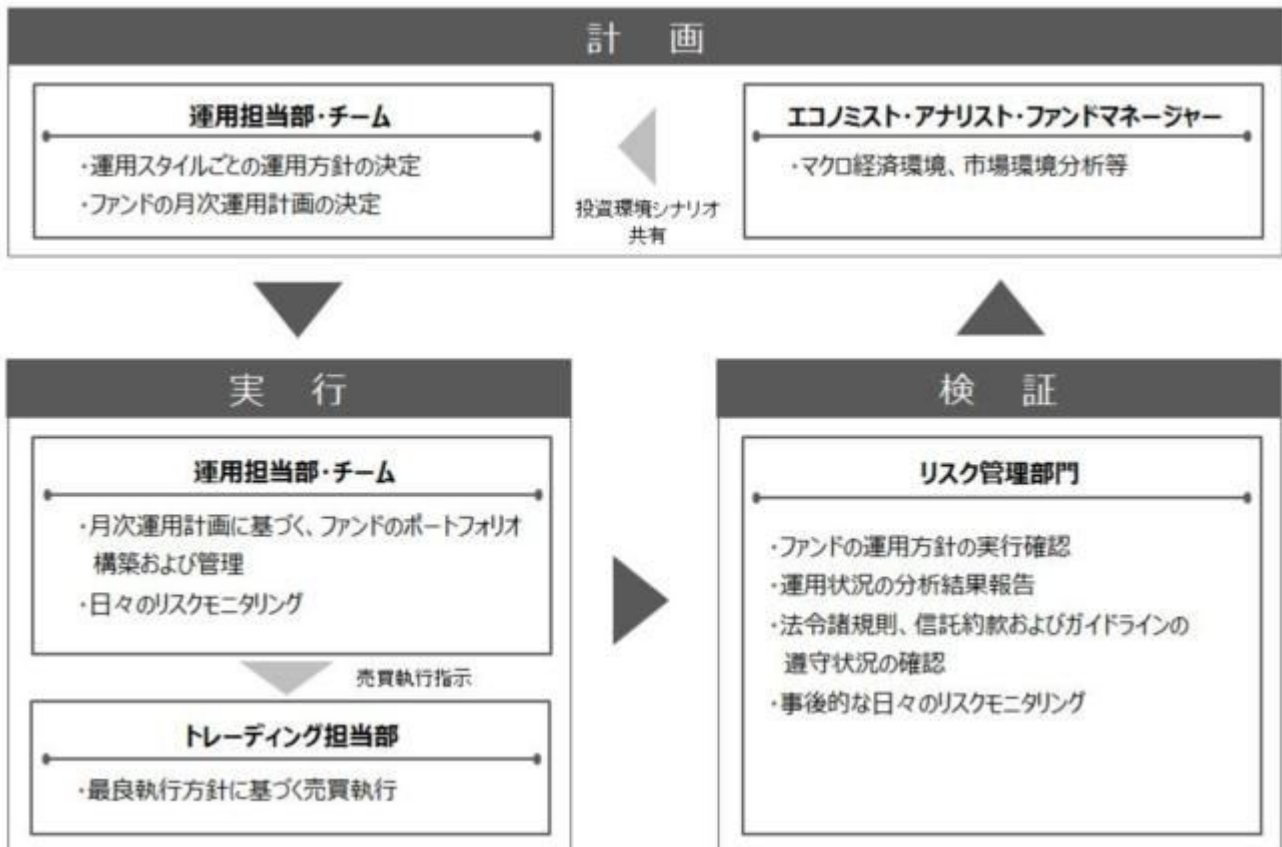 計 画
運用担当部・チーム
・運用スタイルごとの運用方針の決定
・ファンドの月次運用計画の決定
投資環境シナリオ
共有
エコノミスト・アナリスト・ファンドマネージャー
・マクロ経済環境、市場環境分析等
実 行
運用担当部・チーム
・月次運用計画に基づく、ファンドのポートフォリオ
構築および管理
・日々のリスクモニタリング
売買執行指示
トレーディング担当部
・最良執行方針に基づく売買執行
検 証
リスク管理部門
・ファンドの運用方針の実行確認
・運用状況の分析結果報告
・法令諸規則、信託約款およびガイドラインの
遵守状況の確認
・事後的な日々のリスクモニタリング